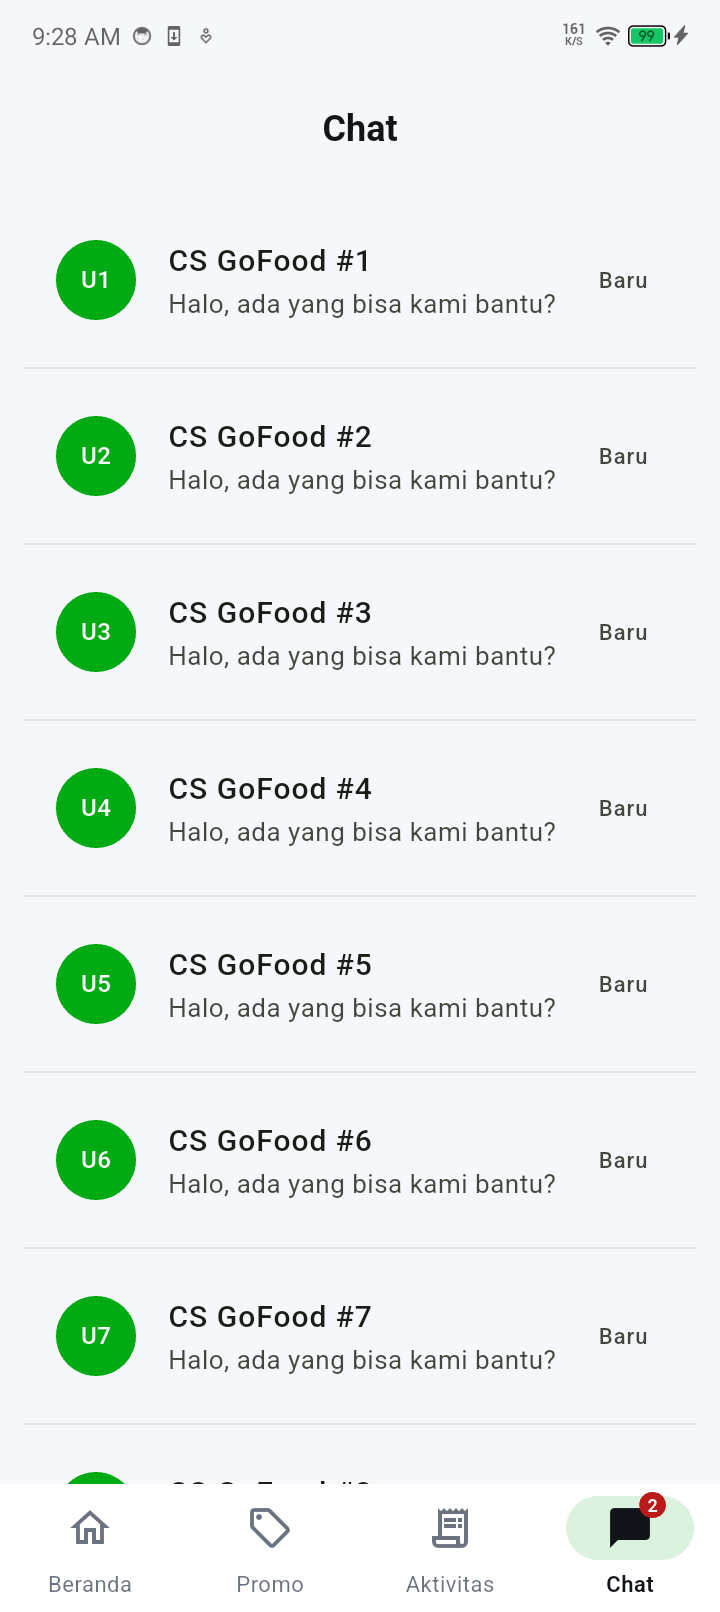 9:28 AM
161
K/S
99
Chat
U1
CS GoFood #1
Halo, ada yang bisa kami bantu?
Baru
U2
CS GoFood #2
Halo, ada yang bisa kami bantu?
Baru
U3
CS GoFood #3
Halo, ada yang bisa kami bantu?
Baru
U4
CS GoFood #4
Halo, ada yang bisa kami bantu?
Baru
U5
CS GoFood #5
Halo, ada yang bisa kami bantu?
Baru
U6
CS GoFood #6
Halo, ada yang bisa kami bantu?
Baru
U7
CS GoFood #7
Halo, ada yang bisa kami bantu?
Baru
2
Beranda
Promo
Aktivitas
Chat